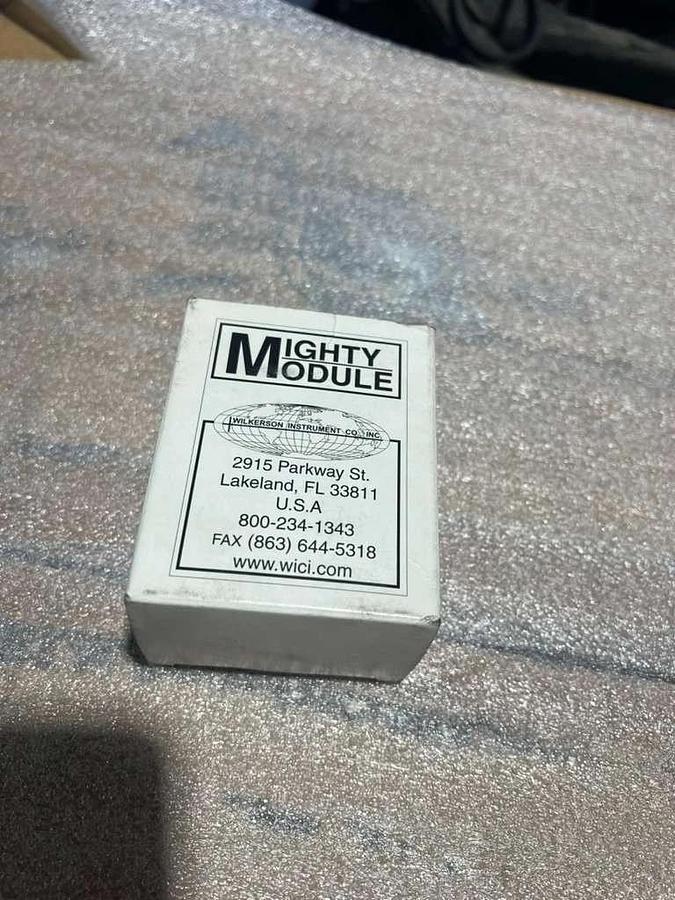 MIGHTY
MODULE
WILKERSON INSTRUMENT CO., INC.
2915 Parkway St.
Lakeland, FL 33811
U.S.A
800-234-1343
FAX (863) 644-5318
www.wici.com